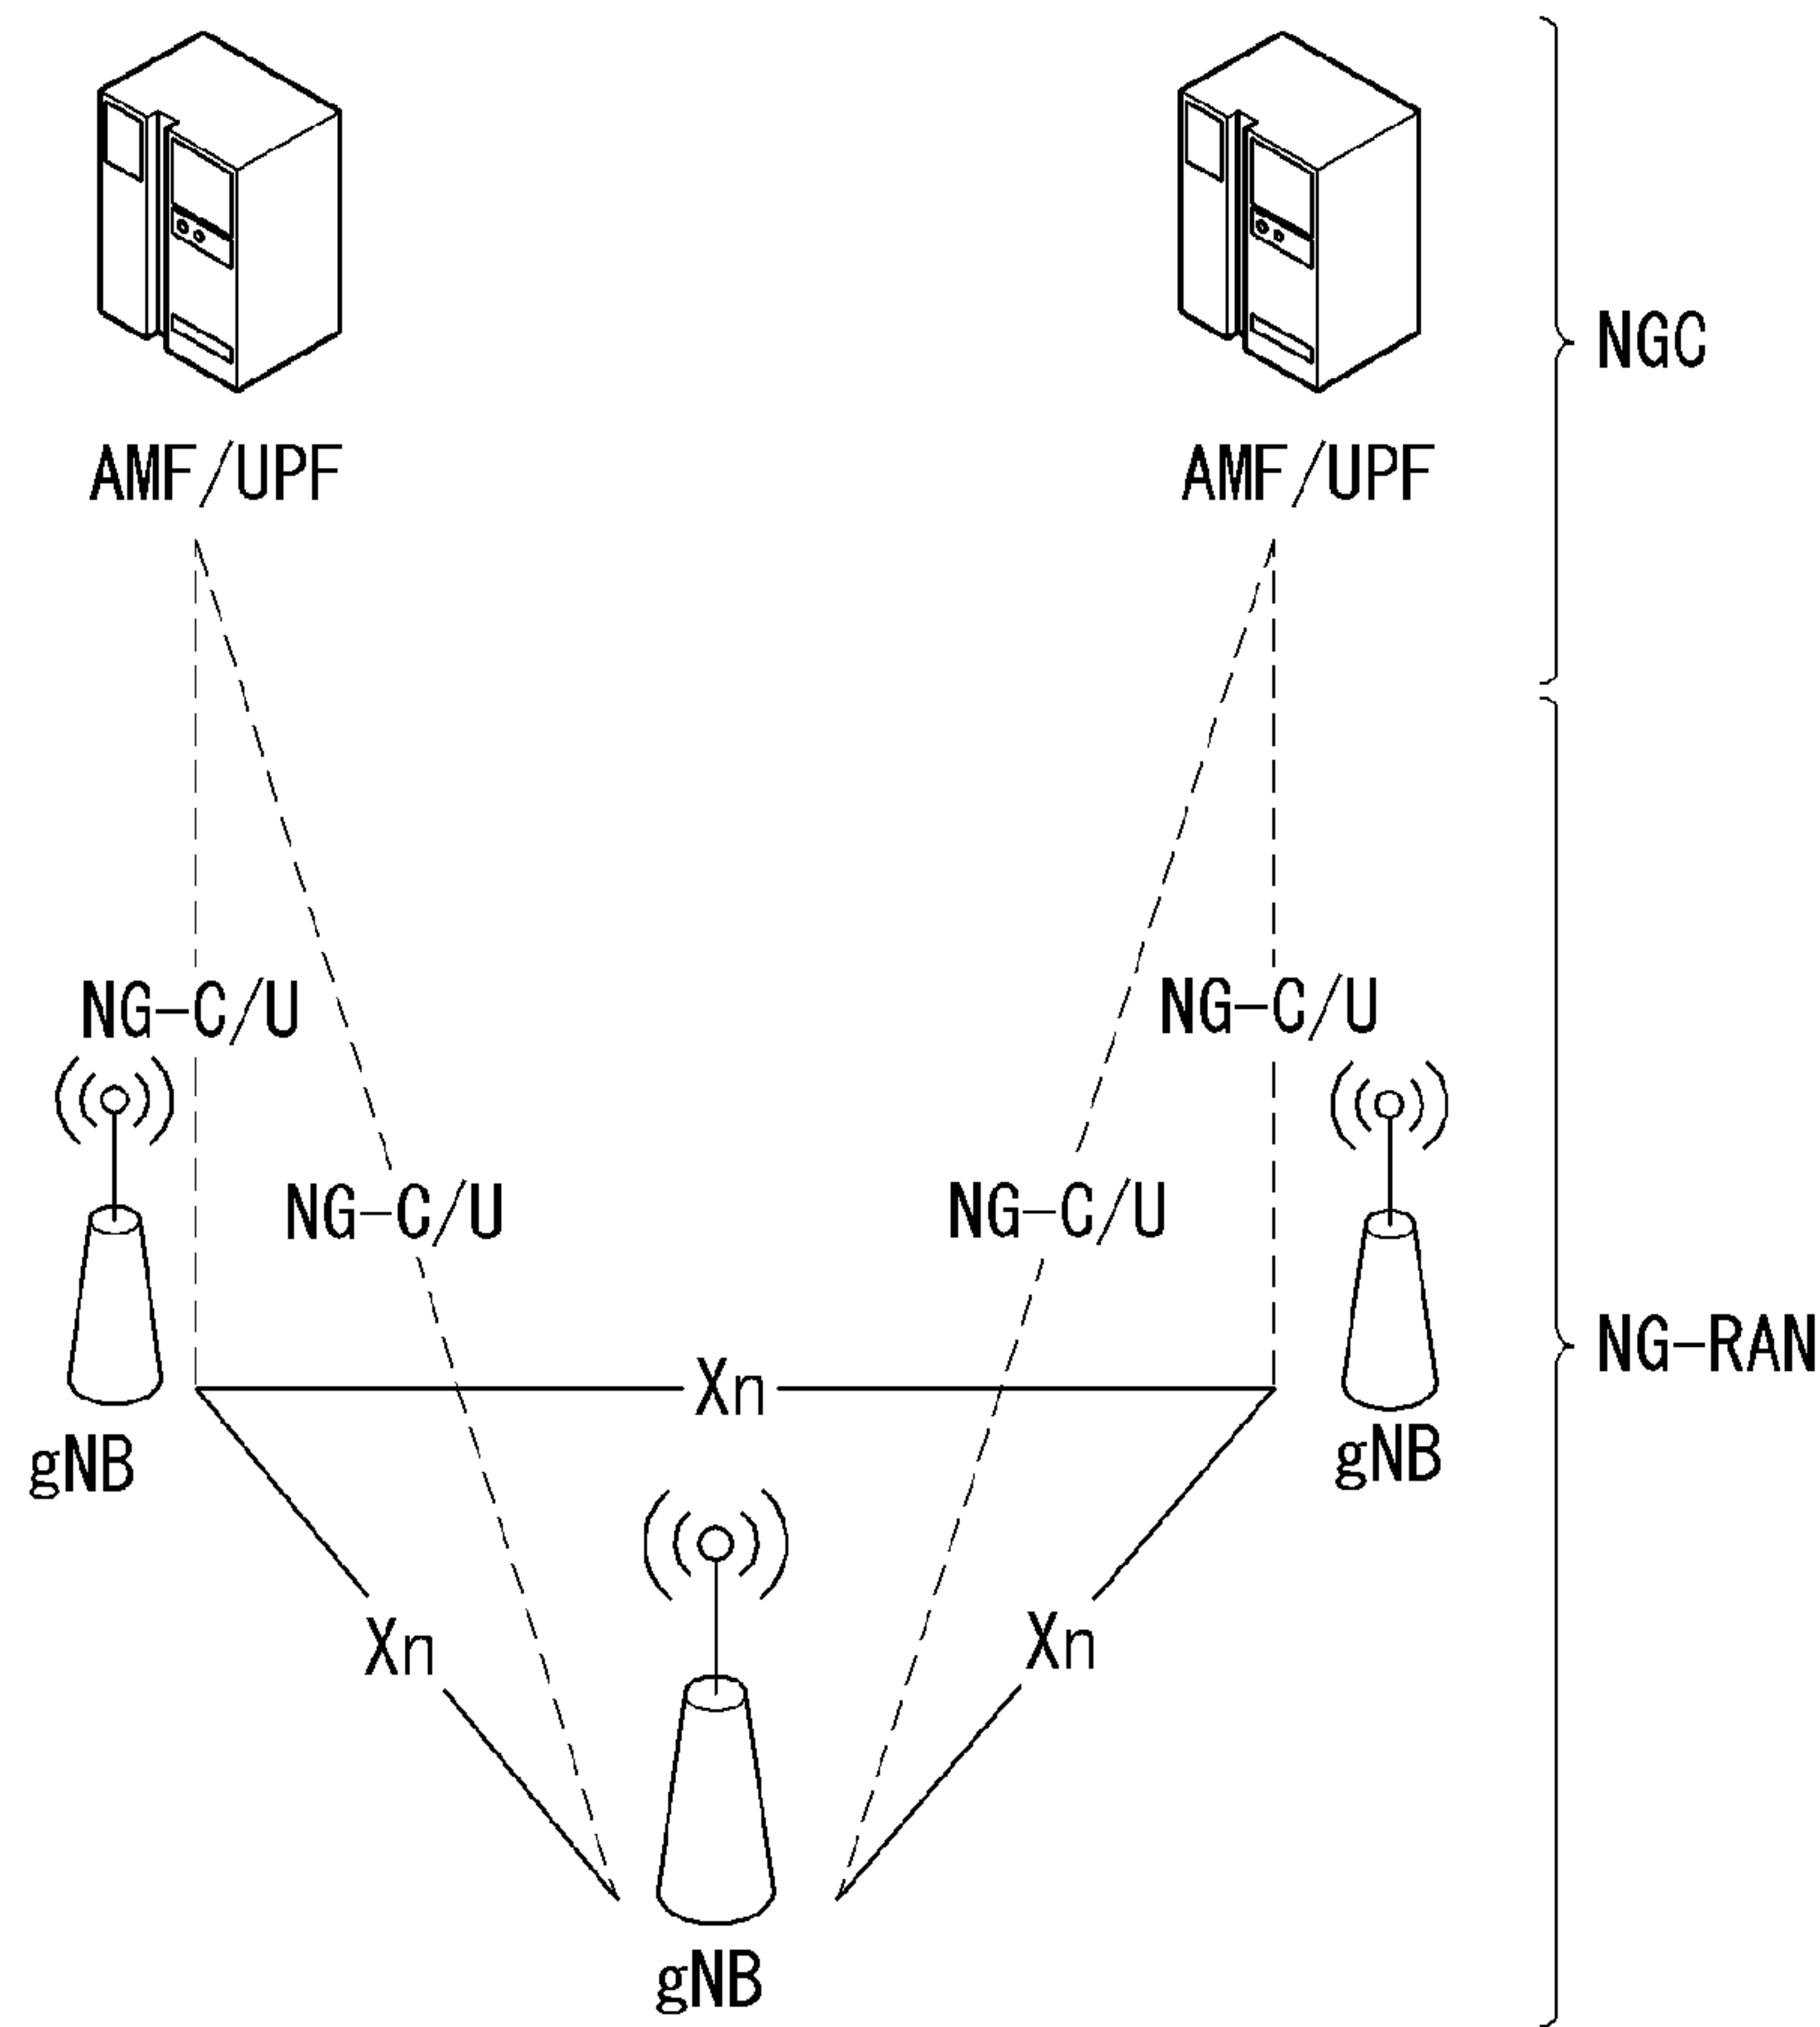 NGC
AMF/UPF
AMF/UPF
NG-C/U
NG-C/U
NG-C/U
NG-C/U
NG-RAN
Xn
gNB
gNB
Xn
Xn
gNB